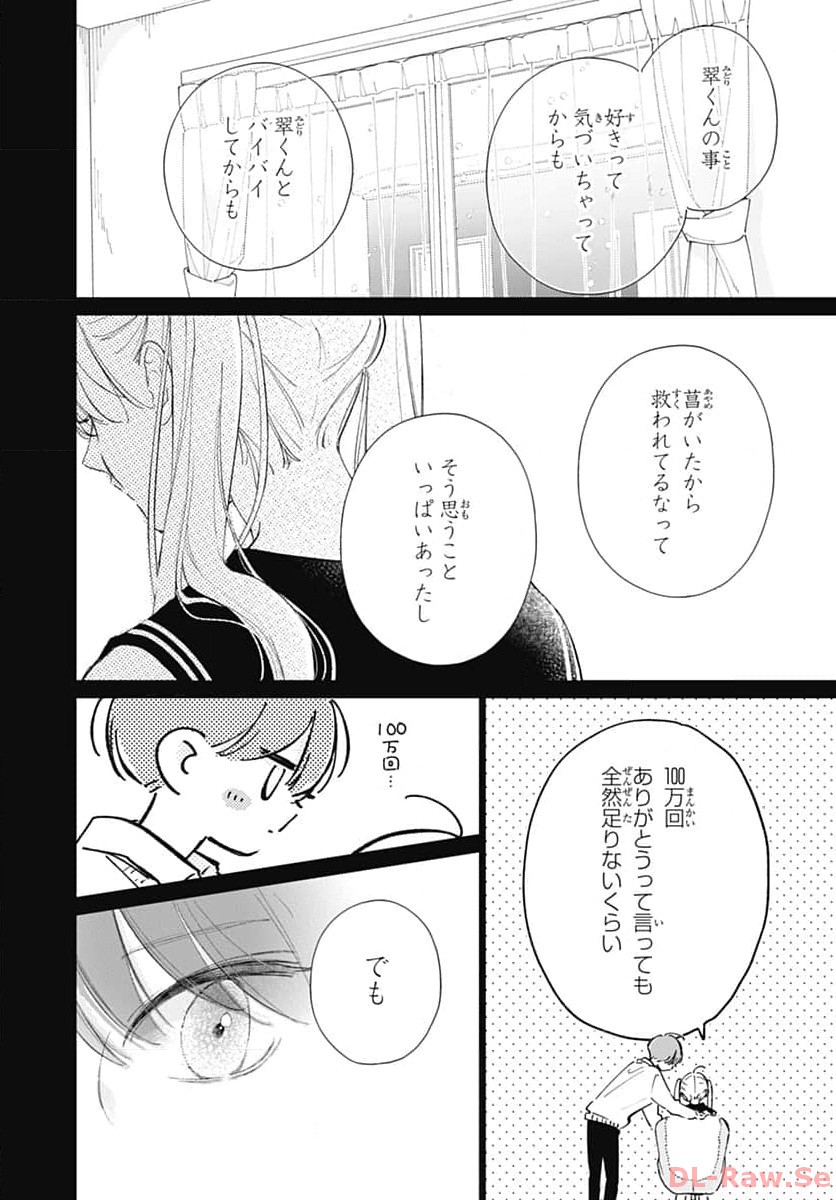 翠くんの事
好きって
気づいちゃって
からも
翠くんと
バイバイ
してからも
菖がいたから
救われてるなって
そう思うこと
いっぱいあったし
100万回
ありがとうって言っても
全然足りないくらい
100万回…
でも
DL-Raw.Se